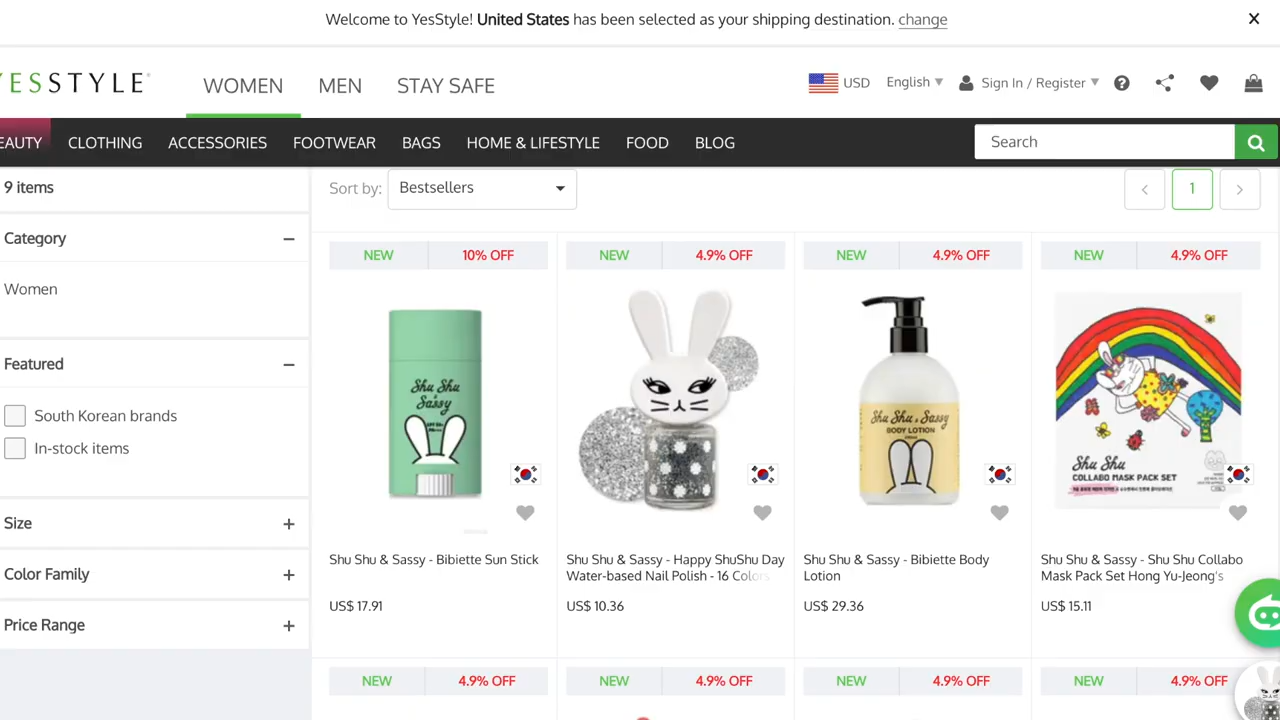 Welcome to YesStyle! United States has been selected as your shipping destination. change
YESSTYLE
WOMEN MEN STAY SAFE
USD English Sign In / Register
EAUTY CLOTHING ACCESSORIES FOOTWEAR BAGS HOME & LIFESTYLE FOOD BLOG
Search
9 items
Sort by: Bestsellers
1
Category
Women
Featured
South Korean brands
In-stock items
Size
Color Family
Price Range
NEW 10% OFF
Shu Shu
&
Sassy
Shu Shu & Sassy - Bibiette Sun Stick
US$ 17.91
NEW 4.9% OFF
Shu Shu & Sassy - Happy ShuShu Day
Water-based Nail Polish - 16 Colors
US$ 10.36
NEW 4.9% OFF
Shu Shu & Sassy
BODY LOTION
Shu Shu & Sassy - Bibiette Body
Lotion
US$ 29.36
NEW 4.9% OFF
Shu Shu
COLLABO MASK PACK SET
Shu Shu & Sassy - Shu Shu Collabo
Mask Pack Set Hong Yu-Jeong's
US$ 15.11
NEW 4.9% OFF
NEW 4.9% OFF
NEW 4.9% OFF
NEW 4.9% OFF